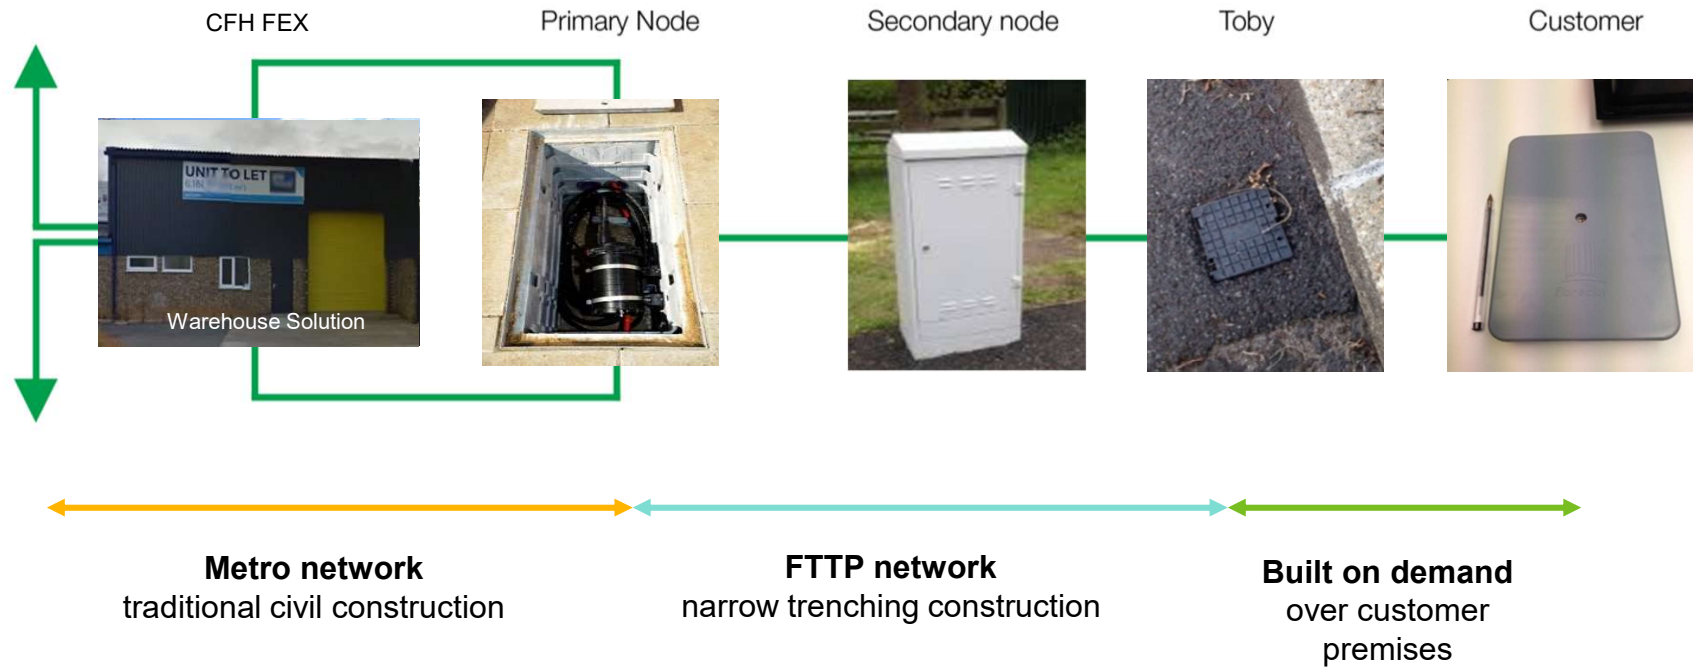 CFH FEX
Primary Node
Secondary node
Toby
Customer
UNIT TO LET
Warehouse Solution
Metro network
traditional civil construction
FTTP network
narrow trenching construction
Built on demand
over customer
premises